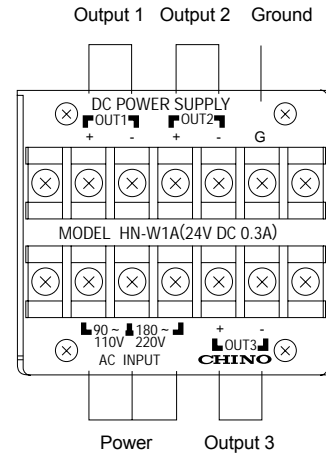 Output 1 Output 2 Ground
DC POWER SUPPLY
OUT1 OUT2
+ - + - G
MODEL HN-W1A(24V DC 0.3A)
90 ~ 180 ~ + -
110V 220V OUT3
AC INPUT CHINO
Power Output 3